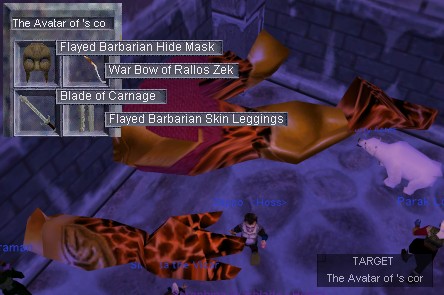 The Avatar of 's co
Flayed Barbarian Hide Mask
War Bow of Rallos Zek
Blade of Carnage
Flayed Barbarian Skin Leggings
Parak
TARGET
The Avatar of 's cor